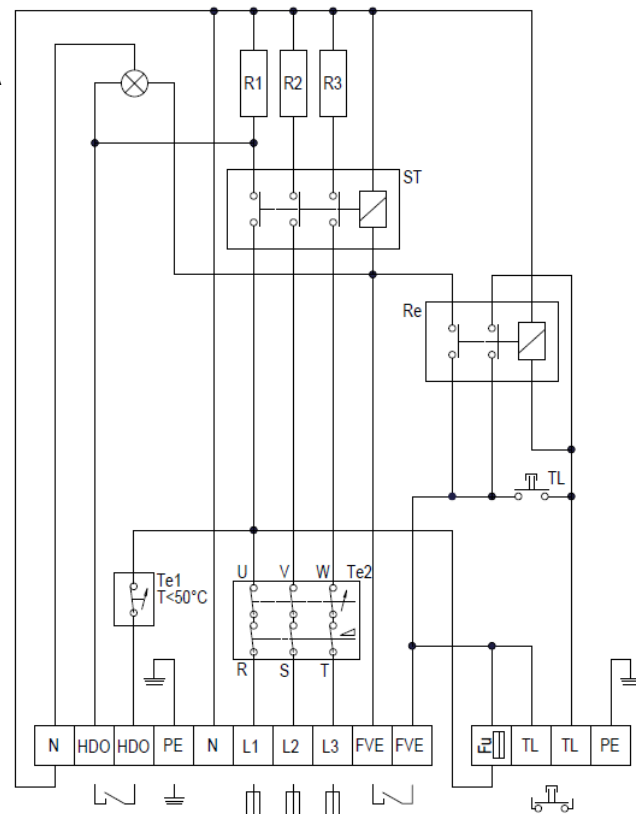 R1 R2 R3
ST
Re
TL
Te1
T<50°C
U V W Te2
R S T
N HDO HDO PE N L1 L2 L3 FVE FVE Fu TL TL PE